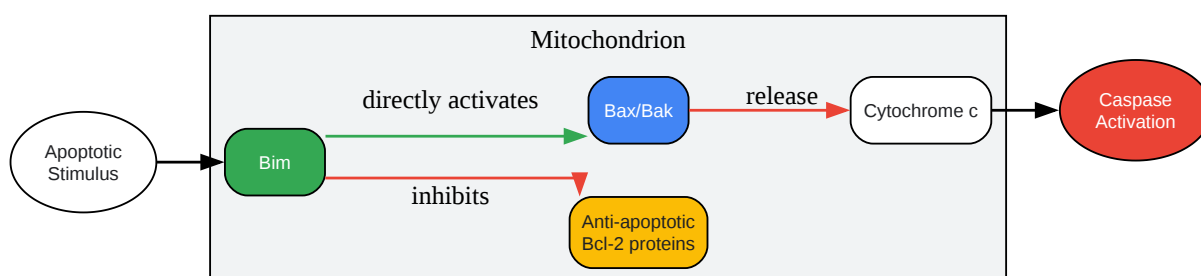 Mitochondrion
Apoptotic
Stimulus
Bim
directly activates
inhibits
Bax/Bak
Anti-apoptotic
Bcl-2 proteins
release
Cytochrome c
Caspase
Activation